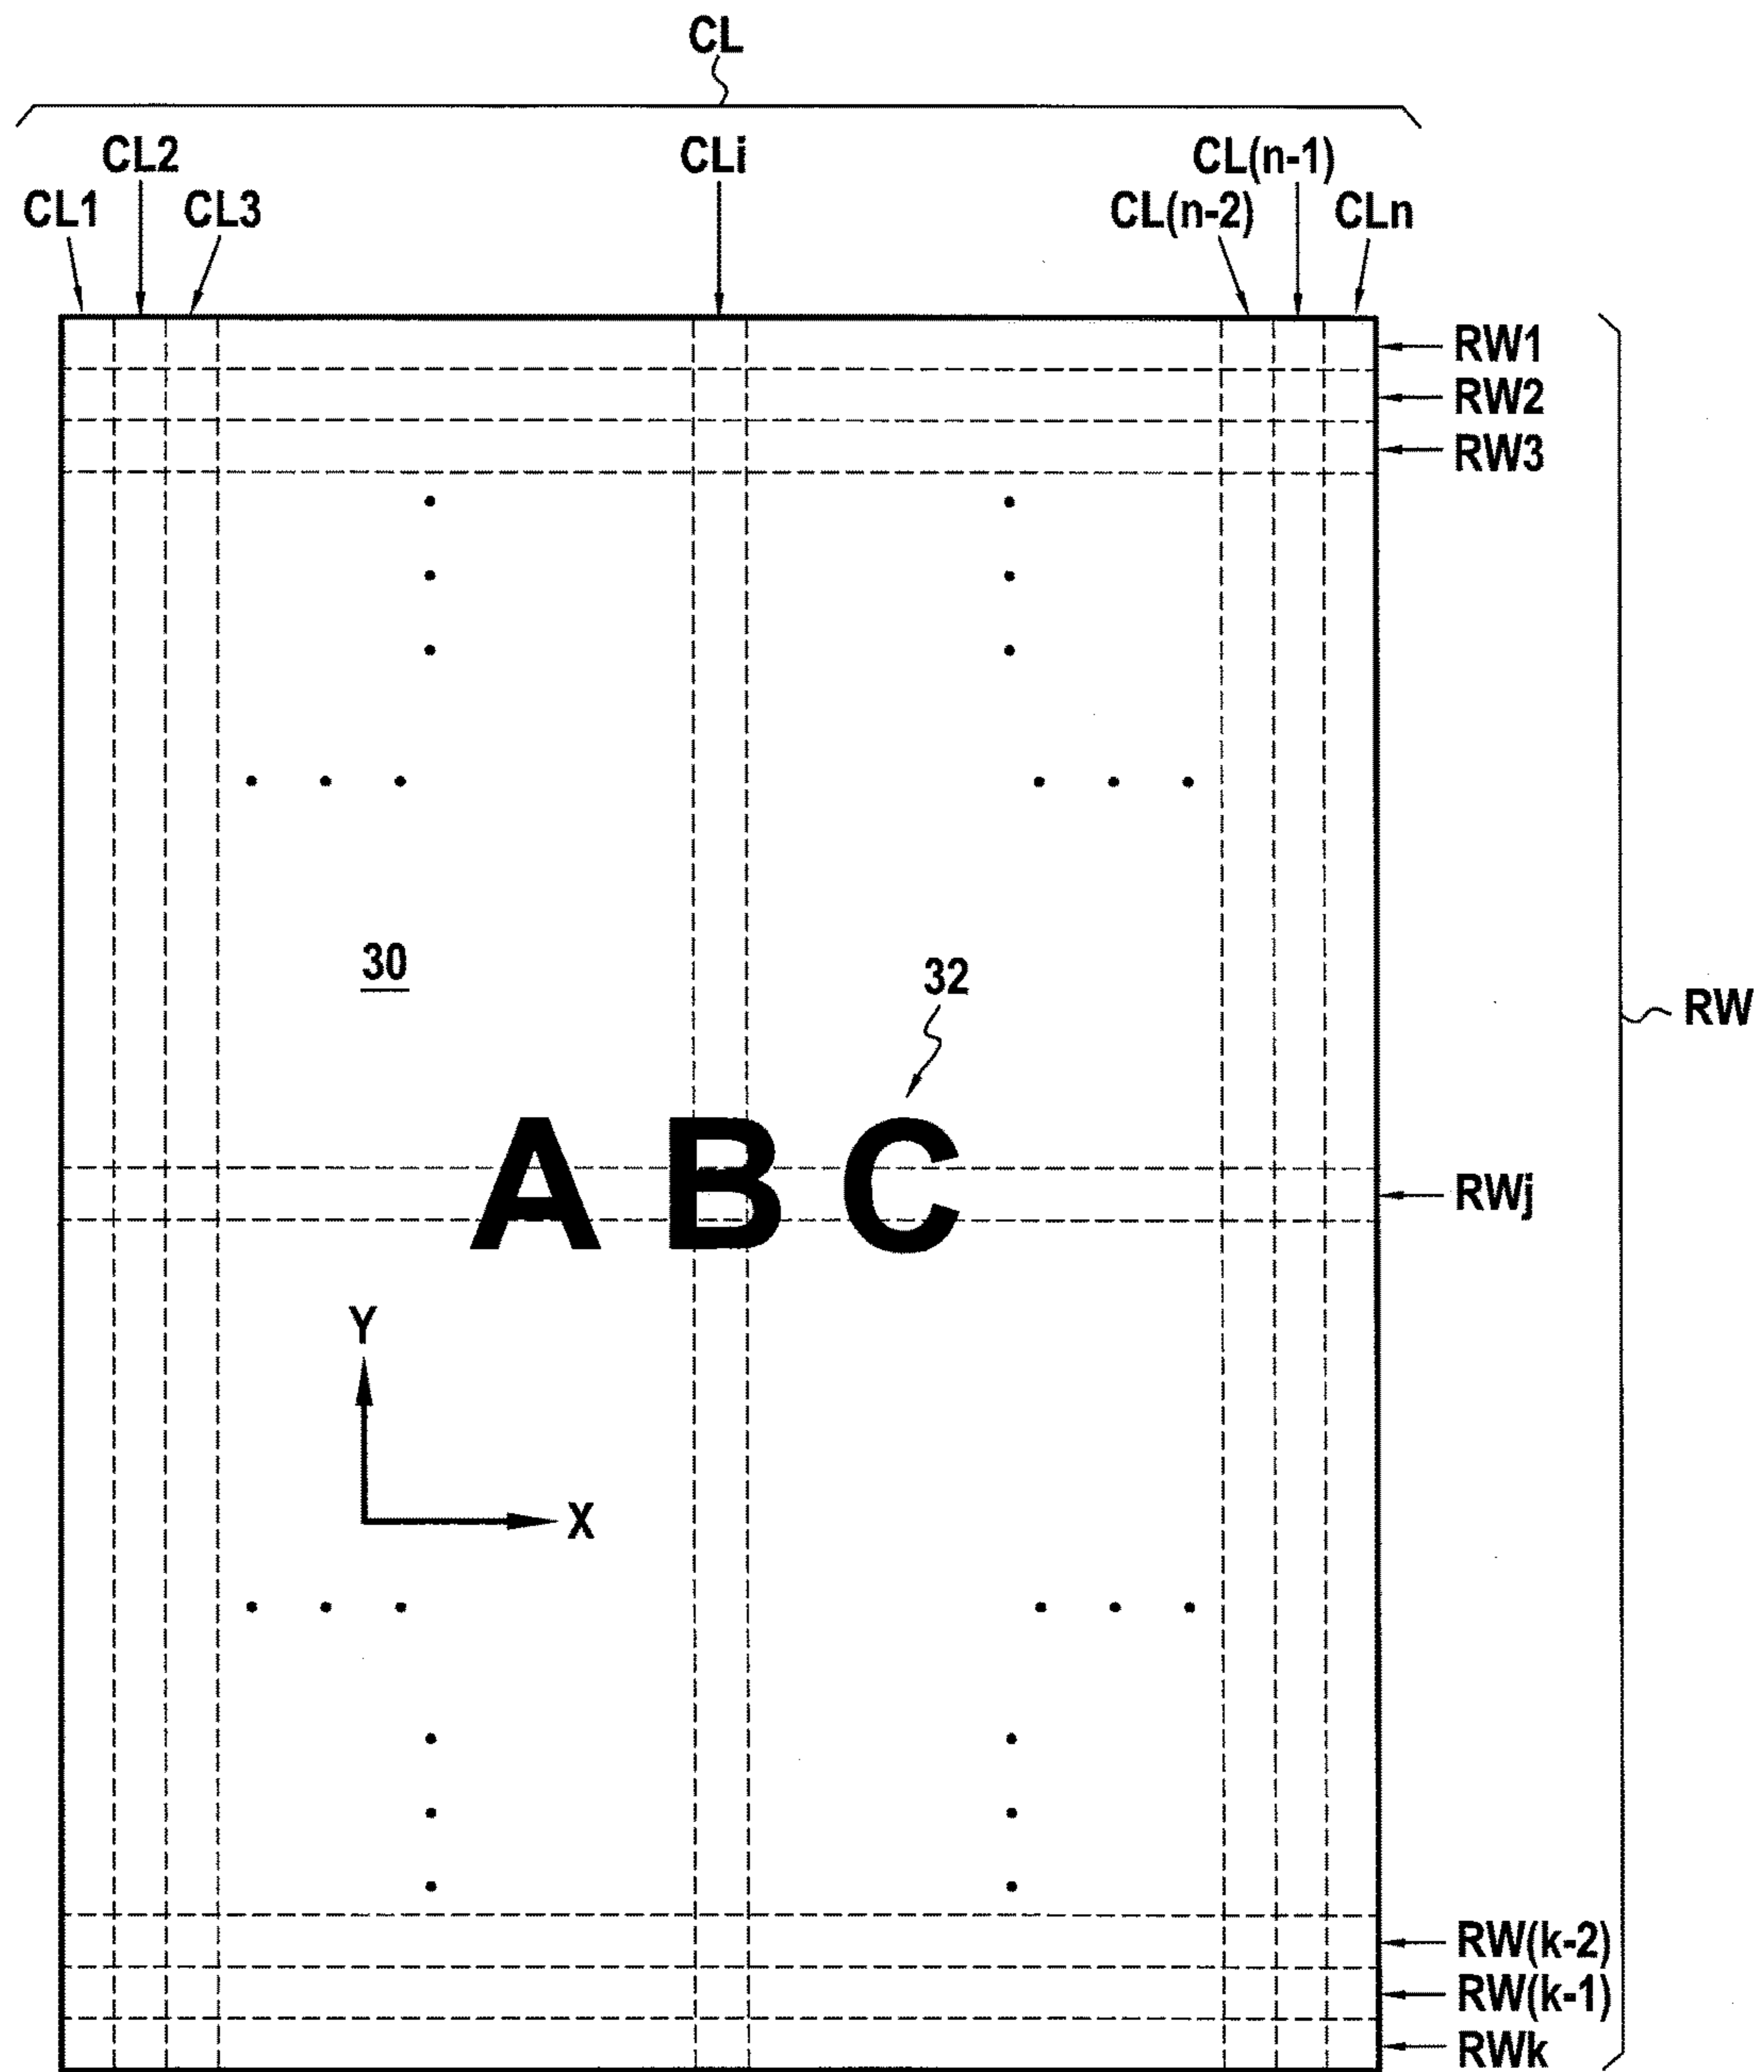 CL
CL2 CLi CL(n-1)
CL1 CL3 CL(n-2) CLn
RW1
RW2
RW3
30
32
RW
A B C
RWj
Y
X
RW(k-2)
RW(k-1)
RWk